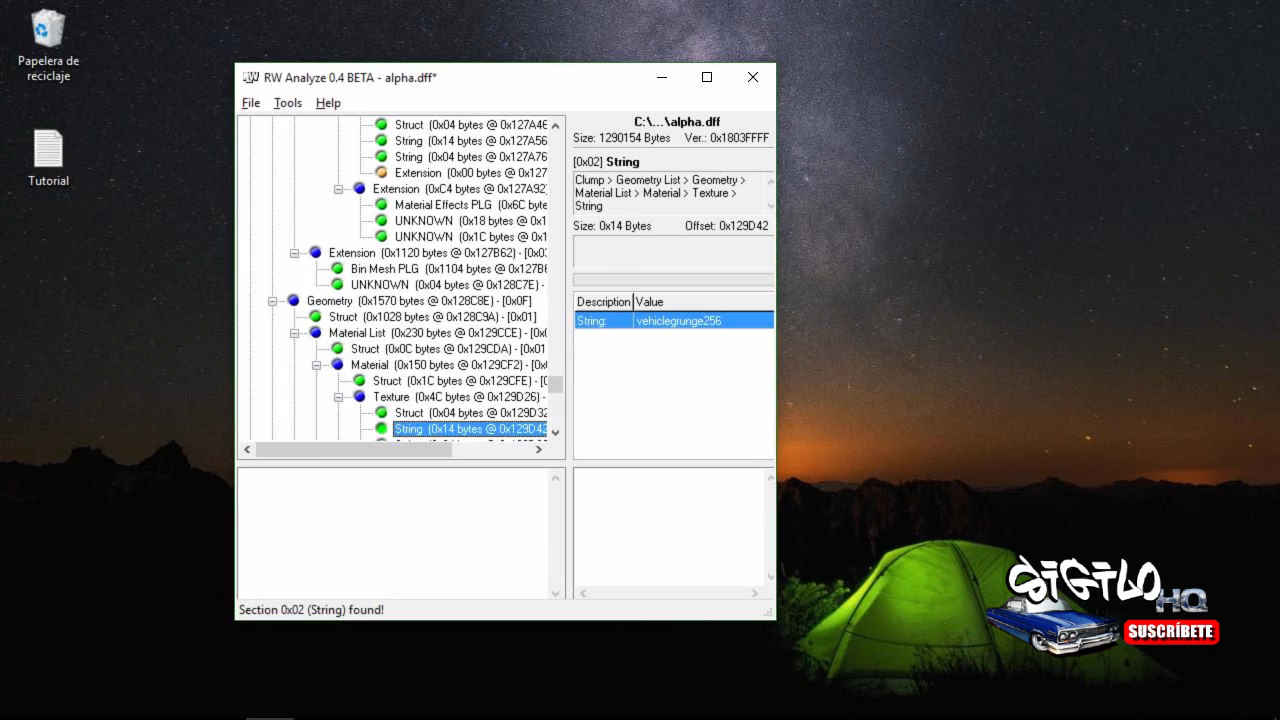 Papelera de
reciclaje
Tutorial
RW Analyze 0.4 BETA - alpha.dff*
File Tools Help
Struct (0x04 bytes @ 0x127A4E
String (0x14 bytes @ 0x127A56
String (0x04 bytes @ 0x127A76
Extension (0x00 bytes @ 0x127
Extension (0xC4 bytes @ 0x127A92)
Material Effects PLG (0x6C byte
UNKNOWN (0x18 bytes @ 0x1
UNKNOWN (0x1C bytes @ 0x1
Extension (0x1120 bytes @ 0x127B62) - [0x0
Bin Mesh PLG (0x1104 bytes @ 0x127B6
UNKNOWN (0x04 bytes @ 0x128C7E) -
Geometry (0x1570 bytes @ 0x128C8E) - [0x0F]
Struct (0x1028 bytes @ 0x128C9A) - [0x01]
Material List (0x230 bytes @ 0x129CCE) - [0x0
Struct (0x0C bytes @ 0x129CDA) - [0x01
Material (0x150 bytes @ 0x129CF2) - [0x0
Struct (0x1C bytes @ 0x129CFE) - [0
Texture (0x4C bytes @ 0x129D26) -
Struct (0x04 bytes @ 0x129D32
String (0x14 bytes @ 0x129D42
C:\...\alpha.dff
Size: 1290154 Bytes Ver.: 0x1803FFFF
[0x02] String
Clump > Geometry List > Geometry >
Material List > Material > Texture >
String
Size: 0x14 Bytes Offset: 0x129D42
Description Value
String: vehiclegrunge256
Section 0x02 (String) found!
SIGILO
HQ
SUSCRÍBETE